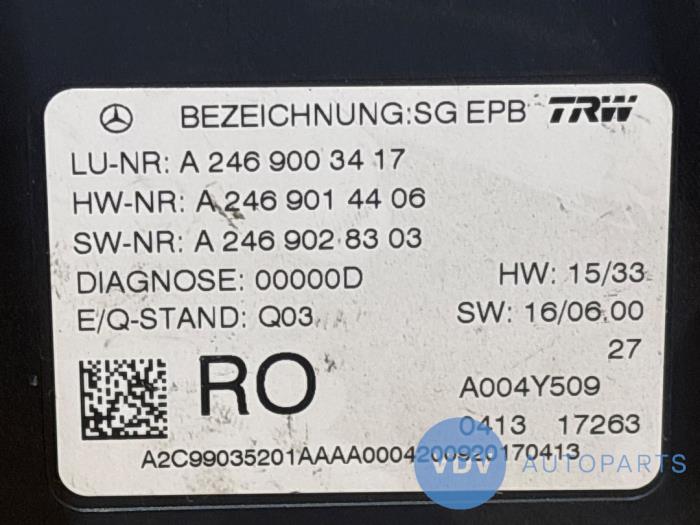 BEZEICHNUNG:SG EPB TRW
LU-NR: A 246 900 34 17
HW-NR: A 246 901 44 06
SW-NR: A 246 902 83 03
DIAGNOSE: 00000D HW: 15/33
E/Q-STAND: Q03 SW: 16/06.00
27
RO A004Y509
0413 17263
A2C99035201AAAA0004200920170413
VDV AUTOPARTS